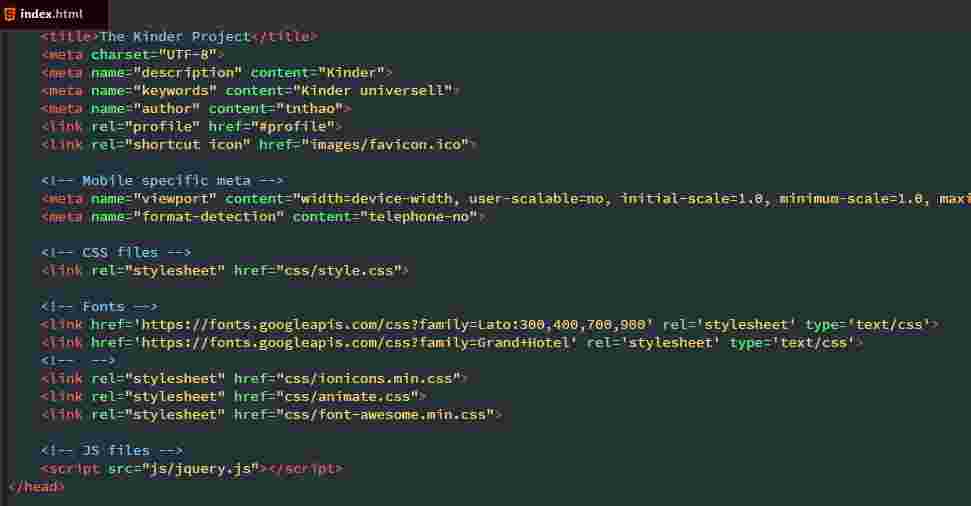 index.html
<title>The Kinder Project</title>
<meta charset="UTF-8">
<meta name="description" content="Kinder">
<meta name="keywords" content="Kinder universell">
<meta name="author" content="tnthao">
<link rel="profile" href="#profile">
<link rel="shortcut icon" href="images/favicon.ico">
<!-- Mobile specific meta -->
<meta name="viewport" content="width=device-width, user-scalable=no, initial-scale=1.0, minimum-scale=1.0, maxi
<meta name="format-detection" content="telephone-no">
<!-- CSS files -->
<link rel="stylesheet" href="css/style.css">
<!-- Fonts -->
<link href='https://fonts.googleapis.com/css?family=Lato:300,400,700,900' rel='stylesheet' type='text/css'>
<link href='https://fonts.googleapis.com/css?family=Grand+Hotel' rel='stylesheet' type='text/css'>
<!--  -->
<link rel="stylesheet" href="css/ionicons.min.css">
<link rel="stylesheet" href="css/animate.css">
<link rel="stylesheet" href="css/font-awesome.min.css">
<!-- JS files -->
<script src="js/jquery.js"></script>
</head>